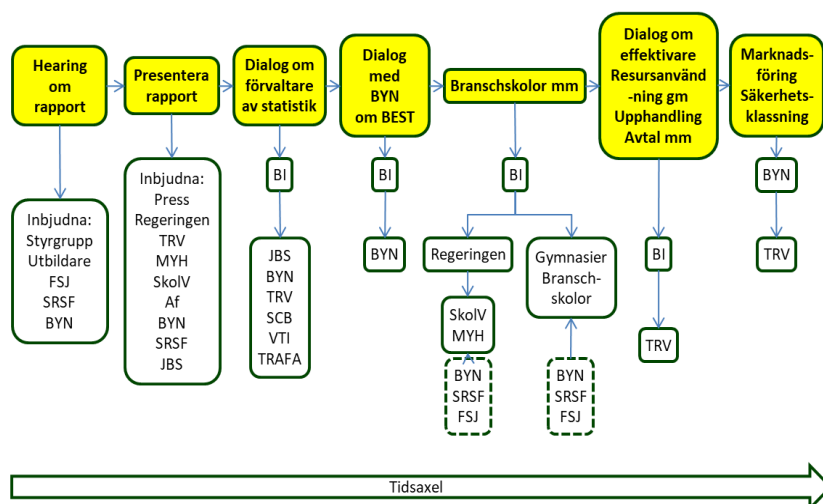 Hearing
om
rapport
Presentera
rapport
Dialog om
förvaltare
av statistik
Dialog
med
BYN
om BEST
Branschskolor mm
Dialog om
effektivare
Resursanvänd
-ning gm
Upphandling
Avtal mm
Marknads-
föring
Säkerhets-
klassning
Inbjudna:
Styrgrupp
Utbildare
FSJ
SRSF
BYN
Inbjudna:
Press
Regeringen
TRV
MYH
SkolV
Af
BYN
SRSF
JBS
BI
JBS
BYN
TRV
SCB
VTI
TRAFA
BI
BYN
BI
Regeringen
SkolV
MYH
BYN
SRSF
FSJ
Gymnasier
Bransch-
skolor
BYN
SRSF
FSJ
BI
TRV
BYN
TRV
Tidsaxel